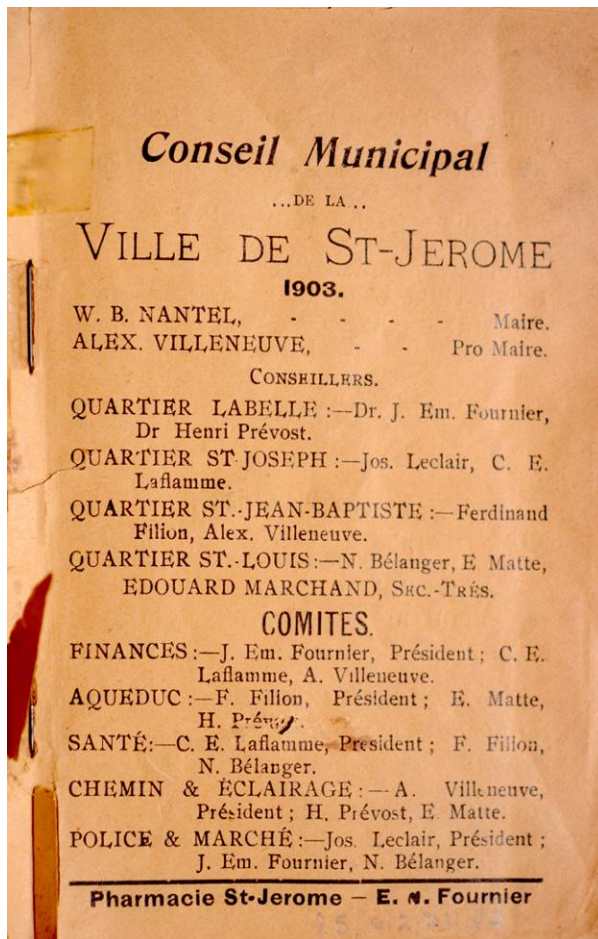 Conseil Municipal
...DE LA..
VILLE DE ST-JEROME
1903.
W. B. NANTEL, - - - - Maire.
ALEX. VILLENEUVE, - - Pro Maire.
CONSEILLERS.
QUARTIER LABELLE :—Dr. J. Em. Fournier,
Dr Henri Prévost.
QUARTIER ST JOSEPH :—Jos. Leclair, C. E.
Laflamme.
QUARTIER ST.-JEAN-BAPTISTE :—Ferdinand
Filion, Alex. Villeneuve.
QUARTIER ST.-LOUIS:—N. Bélanger, E Matte,
EDOUARD MARCHAND, SEC.-TRÉS.
COMITES.
FINANCES :—J. Em. Fournier, Président ; C. E.
Laflamme, A. Villeneuve.
AQUEDUC :—F. Filion, Président ; E. Matte,
H.
SANTÉ:—C. E. Laflamme, President ; F. Filion,
N. Bélanger.
CHEMIN & ÉCLAIRAGE :—A. Villeneuve,
Président ; H. Prévost, E Matte.
POLICE & MARCHÉ :—Jos. Leclair, Président ;
J. Em. Fournier, N. Bélanger.
Pharmacie St-Jerome — E. N. Fournier